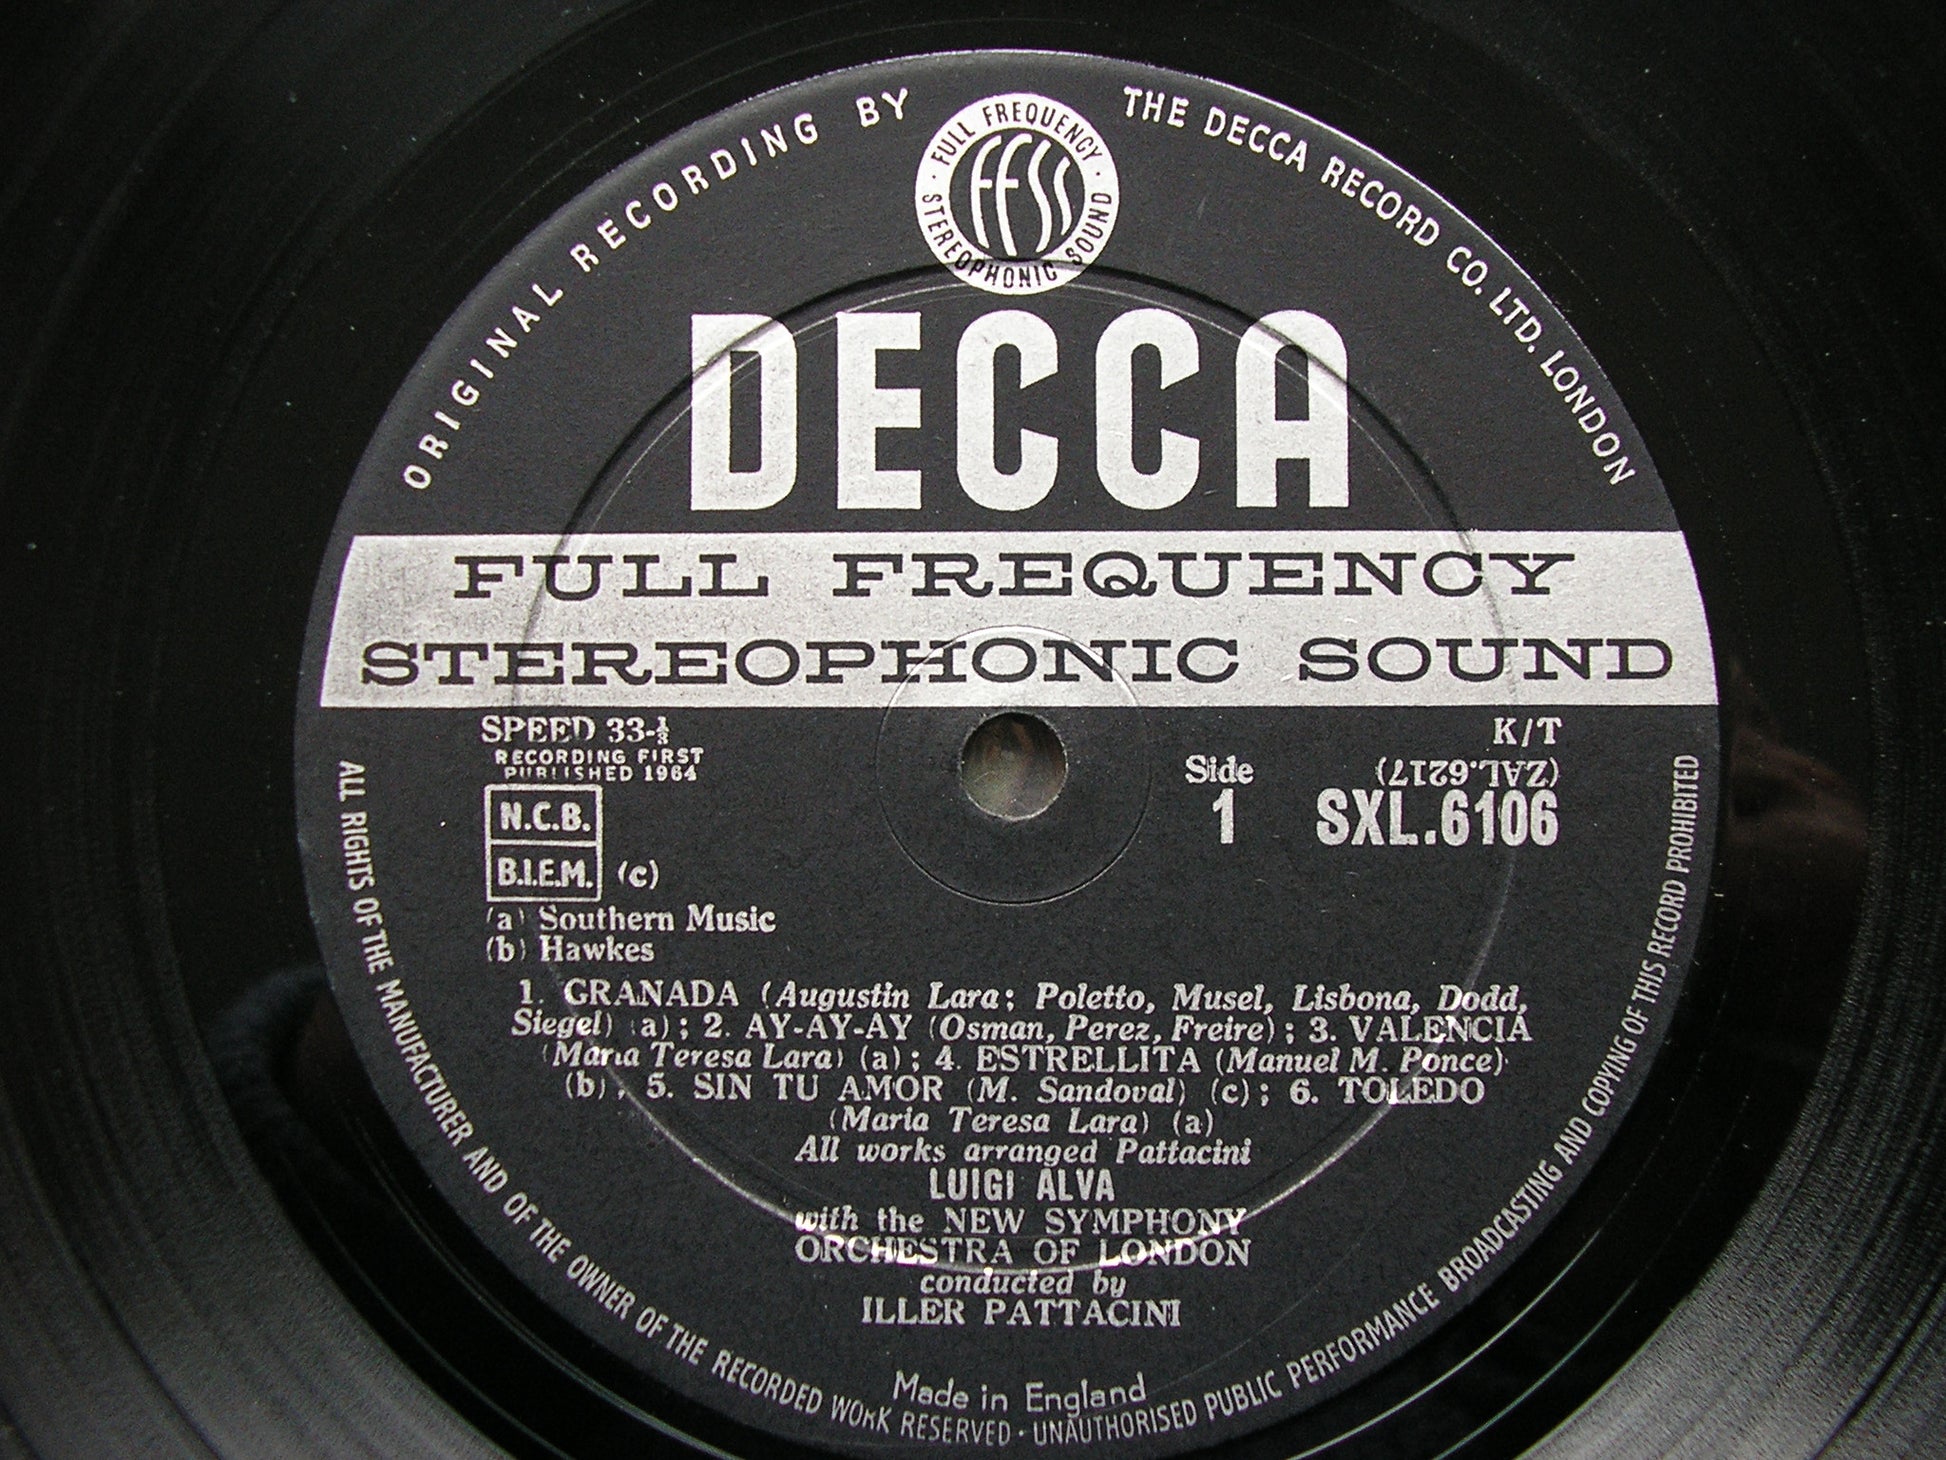 ORIGINAL RECORDING BY THE DECCA RECORD CO. LTD. LONDON
· FULL FREQUENCY ·
STEREOPHONIC SOUND
FFSS
DECCA
FULL FREQUENCY
STEREOPHONIC SOUND
SPEED 33-⅓
RECORDING FIRST
PUBLISHED 1964
N.C.B.
B.I.E.M. (c)
(a) Southern Music
(b) Hawkes
K/T
(ZAL.6217)
Side
1
SXL.6106
1. GRANADA (Augustin Lara; Poletto, Musel, Lisbona, Dodd,
Siegel) (a); 2. AY-AY-AY (Osman, Perez, Freire); 3. VALENCIA
(Maria Teresa Lara) (a); 4. ESTRELLITA (Manuel M. Ponce)
(b); 5. SIN TU AMOR (M. Sandoval) (c); 6. TOLEDO
(Maria Teresa Lara) (a)
All works arranged Pattacini
LUIGI ALVA
with the NEW SYMPHONY
ORCHESTRA OF LONDON
conducted by
ILLER PATTACINI
Made in England
ALL RIGHTS OF THE MANUFACTURER AND OF THE OWNER OF THE RECORDED WORK RESERVED · UNAUTHORISED PUBLIC PERFORMANCE BROADCASTING AND COPYING OF THIS RECORD PROHIBITED